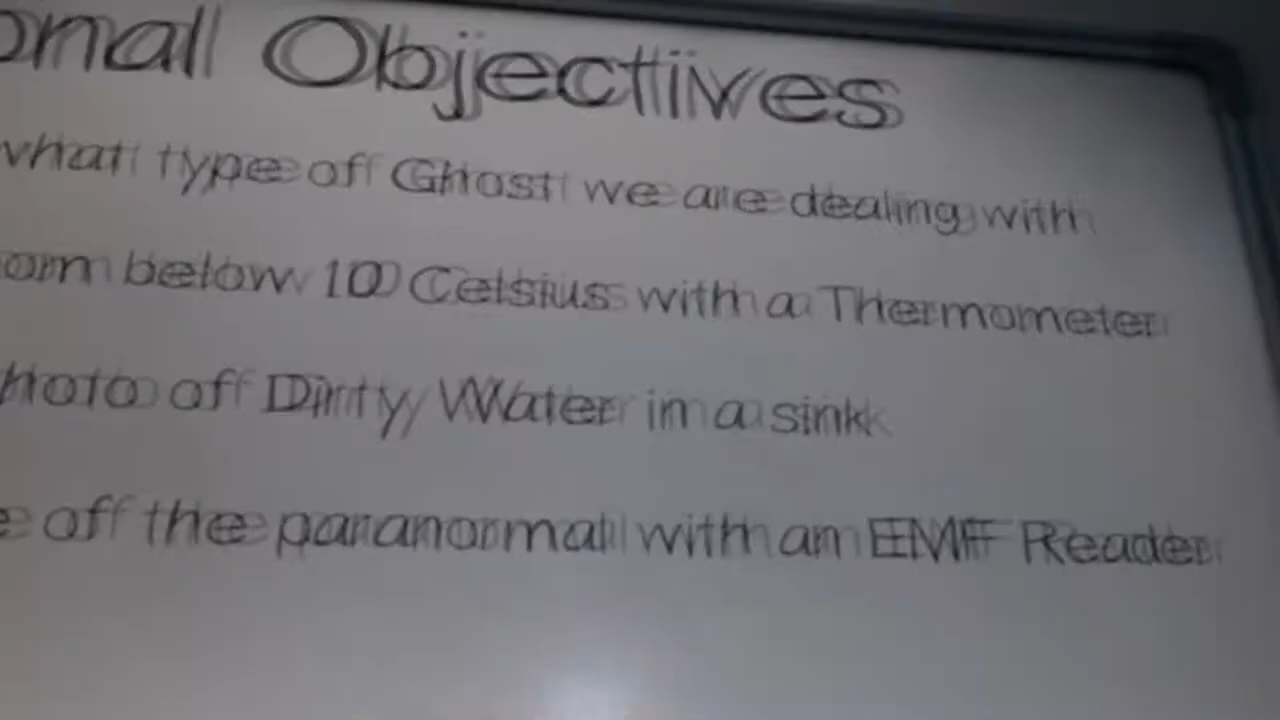 onal Objectives
what type of Ghost we are dealing with
om below 10 Celsius with a Thermometer
hoto of Dirty Water in a sink
e of the paranormal with an EMF Reader